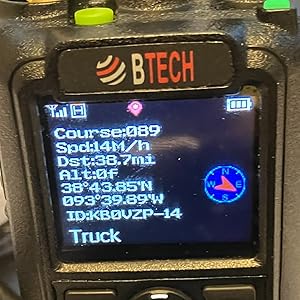 BTECH
H
Course:089
Spd:14M/h
Dst:38.7mi
Alt:0f
38°43.85'N
093°39.89'W
ID:KB0VZP-14
Truck
N
W E
S